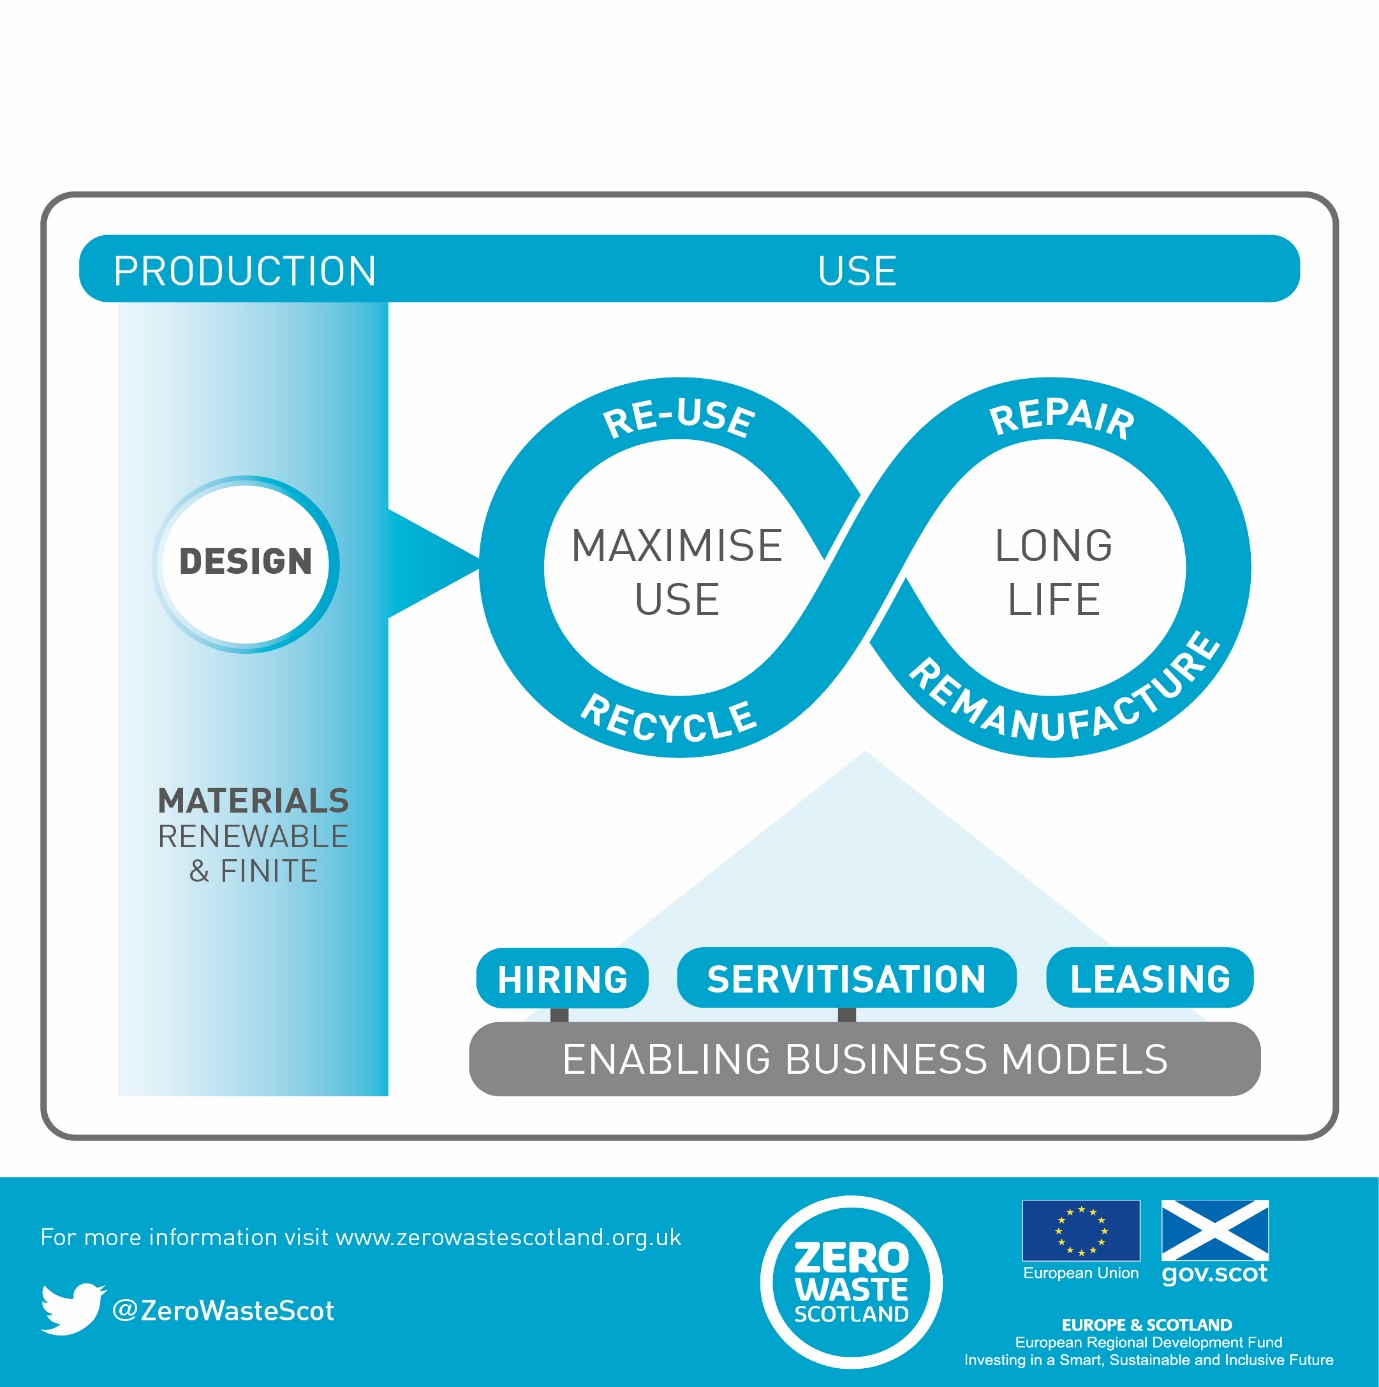 PRODUCTION
USE
RE-USE
REPAIR
DESIGN
MAXIMISE
USE
LONG
LIFE
RECYCLE
REMANUFACTURE
MATERIALS
RENEWABLE
& FINITE
HIRING
SERVITISATION
LEASING
ENABLING BUSINESS MODELS
For more information visit www.zerowastescotland.org.uk
@ZeroWasteScot
ZERO
WASTE
SCOTLAND
European Union
gov.scot
EUROPE & SCOTLAND
European Regional Development Fund
Investing in a Smart, Sustainable and Inclusive Future